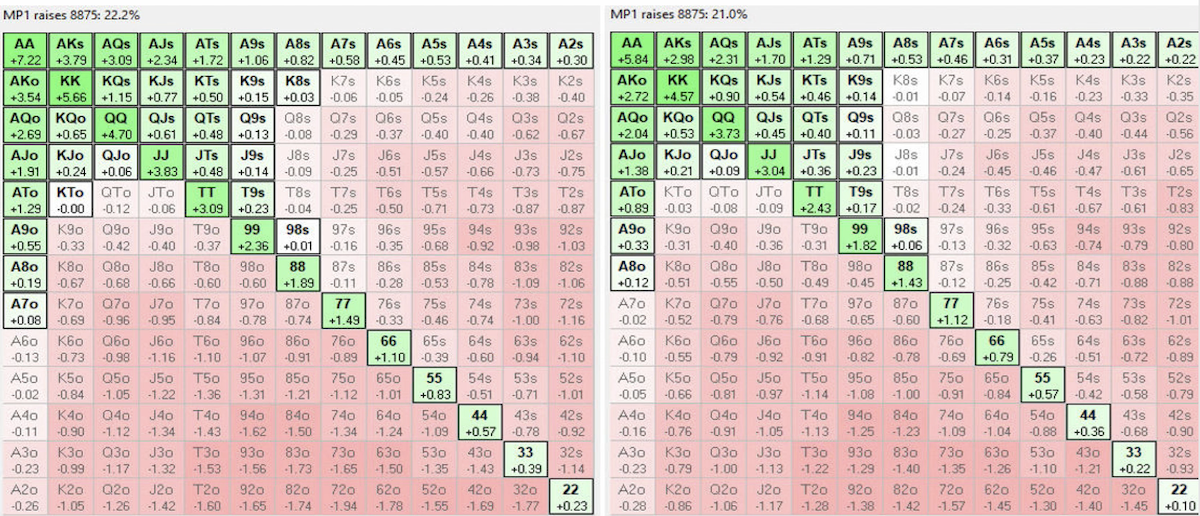 MP1 raises 8875: 22.2%
AA AKs AQs AJs ATs A9s A8s A7s A6s A5s A4s A3s A2s
+7.22 +3.79 +3.09 +2.34 +1.72 +1.06 +0.82 +0.58 +0.45 +0.53 +0.41 +0.34 +0.30
AKo KK KQs KJs KTs K9s K8s K7s K6s K5s K4s K3s K2s
+3.54 +5.66 +1.15 +0.77 +0.50 +0.15 +0.03 -0.06 -0.05 -0.24 -0.26 -0.38 -0.40
AQo KQo QQ QJs QTs Q9s Q8s Q7s Q6s Q5s Q4s Q3s Q2s
+2.69 +0.65 +4.70 +0.61 +0.48 +0.13 -0.08 -0.29 -0.37 -0.40 -0.40 -0.62 -0.67
AJo KJo QJo JJ JTs J9s J8s J7s J6s J5s J4s J3s J2s
+1.91 +0.24 +0.06 +3.83 +0.48 +0.14 -0.09 -0.25 -0.51 -0.57 -0.66 -0.73 -0.75
ATo KTo QTo JTo TT T9s T8s T7s T6s T5s T4s T3s T2s
+1.29 -0.00 -0.12 -0.06 +3.09 +0.23 -0.04 -0.25 -0.50 -0.71 -0.73 -0.87 -0.87
A9o K9o Q9o J9o T9o 99 98s 97s 96s 95s 94s 93s 92s
+0.55 -0.33 -0.42 -0.40 -0.37 +2.36 +0.01 -0.16 -0.35 -0.68 -0.92 -0.98 -1.03
A8o K8o Q8o J8o T8o 98o 88 87s 86s 85s 84s 83s 82s
+0.19 -0.67 -0.68 -0.66 -0.60 -0.60 +1.89 -0.11 -0.28 -0.53 -0.78 -1.09 -1.06
A7o K7o Q7o J7o T7o 97o 87o 77 76s 75s 74s 73s 72s
+0.08 -0.69 -0.96 -0.95 -0.84 -0.78 -0.74 +1.49 -0.33 -0.46 -0.74 -1.00 -1.16
A6o K6o Q6o J6o T6o 96o 86o 76o 66 65s 64s 63s 62s
-0.13 -0.73 -0.98 -1.16 -1.10 -1.07 -0.91 -0.89 +1.10 -0.39 -0.60 -0.94 -1.10
A5o K5o Q5o J5o T5o 95o 85o 75o 65o 55 54s 53s 52s
-0.02 -0.84 -1.05 -1.22 -1.36 -1.31 -1.21 -1.12 -1.01 +0.83 -0.51 -0.71 -1.01
A4o K4o Q4o J4o T4o 94o 84o 74o 64o 54o 44 43s 42s
-0.11 -0.90 -1.12 -1.34 -1.43 -1.62 -1.50 -1.34 -1.24 -1.09 +0.57 -0.78 -0.92
A3o K3o Q3o J3o T3o 93o 83o 73o 63o 53o 43o 33 32s
-0.23 -0.99 -1.17 -1.32 -1.53 -1.56 -1.73 -1.65 -1.50 -1.35 -1.43 +0.39 -1.14
A2o K2o Q2o J2o T2o 92o 82o 72o 62o 52o 42o 32o 22
-0.26 -1.05 -1.26 -1.42 -1.60 -1.65 -1.74 -1.94 -1.78 -1.55 -1.69 -1.77 +0.23
MP1 raises 8875: 21.0%
AA AKs AQs AJs ATs A9s A8s A7s A6s A5s A4s A3s A2s
+5.84 +2.98 +2.31 +1.70 +1.29 +0.71 +0.53 +0.46 +0.31 +0.37 +0.23 +0.22 +0.22
AKo KK KQs KJs KTs K9s K8s K7s K6s K5s K4s K3s K2s
+2.72 +4.57 +0.90 +0.54 +0.46 +0.14 -0.01 -0.07 -0.14 -0.16 -0.23 -0.33 -0.35
AQo KQo QQ QJs QTs Q9s Q8s Q7s Q6s Q5s Q4s Q3s Q2s
+2.04 +0.53 +3.73 +0.45 +0.40 +0.11 -0.03 -0.27 -0.25 -0.37 -0.40 -0.44 -0.56
AJo KJo QJo JJ JTs J9s J8s J7s J6s J5s J4s J3s J2s
+1.38 +0.21 +0.09 +3.04 +0.36 +0.23 -0.01 -0.24 -0.45 -0.46 -0.47 -0.61 -0.65
ATo KTo QTo JTo TT T9s T8s T7s T6s T5s T4s T3s T2s
+0.89 -0.03 -0.08 -0.09 +2.43 +0.17 -0.02 -0.24 -0.33 -0.61 -0.67 -0.61 -0.83
A9o K9o Q9o J9o T9o 99 98s 97s 96s 95s 94s 93s 92s
+0.33 -0.31 -0.40 -0.36 -0.31 +1.82 +0.06 -0.13 -0.32 -0.63 -0.74 -0.79 -0.80
A8o K8o Q8o J8o T8o 98o 88 87s 86s 85s 84s 83s 82s
+0.12 -0.51 -0.55 -0.50 -0.49 -0.45 +1.43 -0.12 -0.25 -0.42 -0.71 -0.88 -0.88
A7o K7o Q7o J7o T7o 97o 87o 77 76s 75s 74s 73s 72s
-0.02 -0.52 -0.79 -0.76 -0.68 -0.65 -0.60 +1.12 -0.18 -0.41 -0.63 -0.82 -1.01
A6o K6o Q6o J6o T6o 96o 86o 76o 66 65s 64s 63s 62s
-0.10 -0.55 -0.79 -0.92 -0.91 -0.82 -0.78 -0.69 +0.79 -0.26 -0.51 -0.72 -0.89
A5o K5o Q5o J5o T5o 95o 85o 75o 65o 55 54s 53s 52s
-0.05 -0.66 -0.81 -0.97 -1.14 -1.08 -1.00 -0.91 -0.84 +0.57 -0.42 -0.54 -0.79
A4o K4o Q4o J4o T4o 94o 84o 74o 64o 54o 44 43s 42s
-0.16 -0.76 -0.91 -1.05 -1.13 -1.25 -1.23 -1.09 -1.04 -0.88 +0.36 -0.68 -0.90
A3o K3o Q3o J3o T3o 93o 83o 73o 63o 53o 43o 33 32s
-0.23 -0.79 -1.00 -1.13 -1.22 -1.29 -1.40 -1.35 -1.26 -1.10 -1.21 +0.22 -0.93
A2o K2o Q2o J2o T2o 92o 82o 72o 62o 52o 42o 32o 22
-0.28 -0.86 -1.06 -1.17 -1.28 -1.38 -1.42 -1.57 -1.45 -1.30 -1.40 -1.45 +0.10